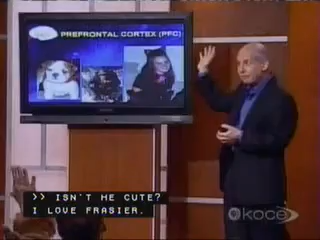 PREFRONTAL CORTEX (PFC)
>> ISN'T HE CUTE?
I LOVE FRASIER.
koce